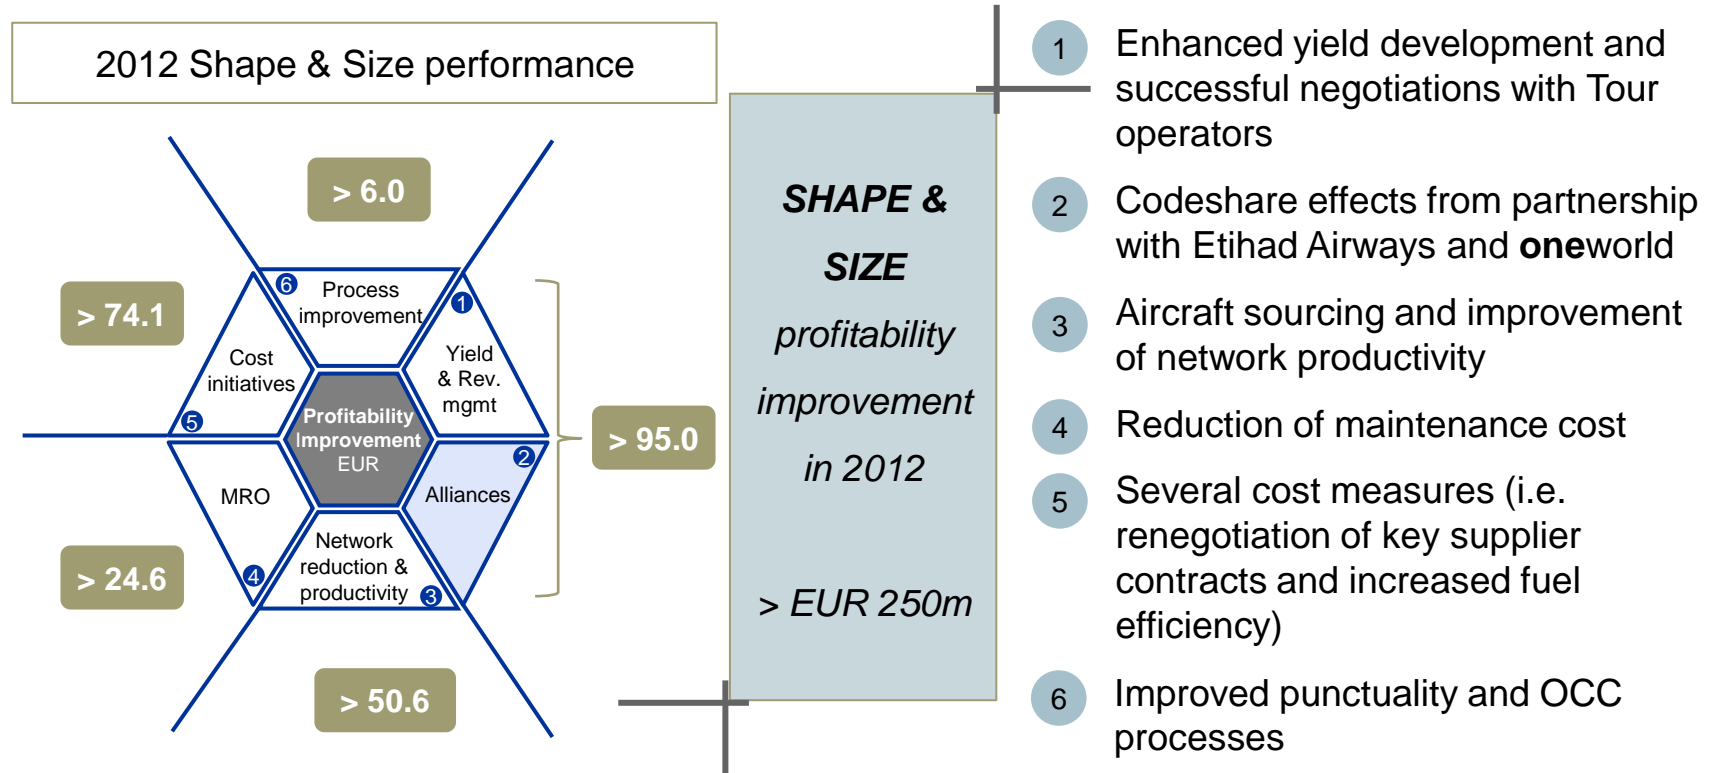 2012 Shape & Size performance
> 6.0
> 74.1
6
Process
improvement
1
Yield
& Rev.
mgmt
Cost
initiatives
5
Profitability
Improvement
EUR
> 95.0
2
Alliances
MRO
4
Network
reduction &
productivity
3
> 24.6
> 50.6
SHAPE &
SIZE
profitability
improvement
in 2012
> EUR 250m
1 Enhanced yield development and
successful negotiations with Tour
operators
2 Codeshare effects from partnership
with Etihad Airways and oneworld
3 Aircraft sourcing and improvement
of network productivity
4 Reduction of maintenance cost
5 Several cost measures (i.e.
renegotiation of key supplier
contracts and increased fuel
efficiency)
6 Improved punctuality and OCC
processes